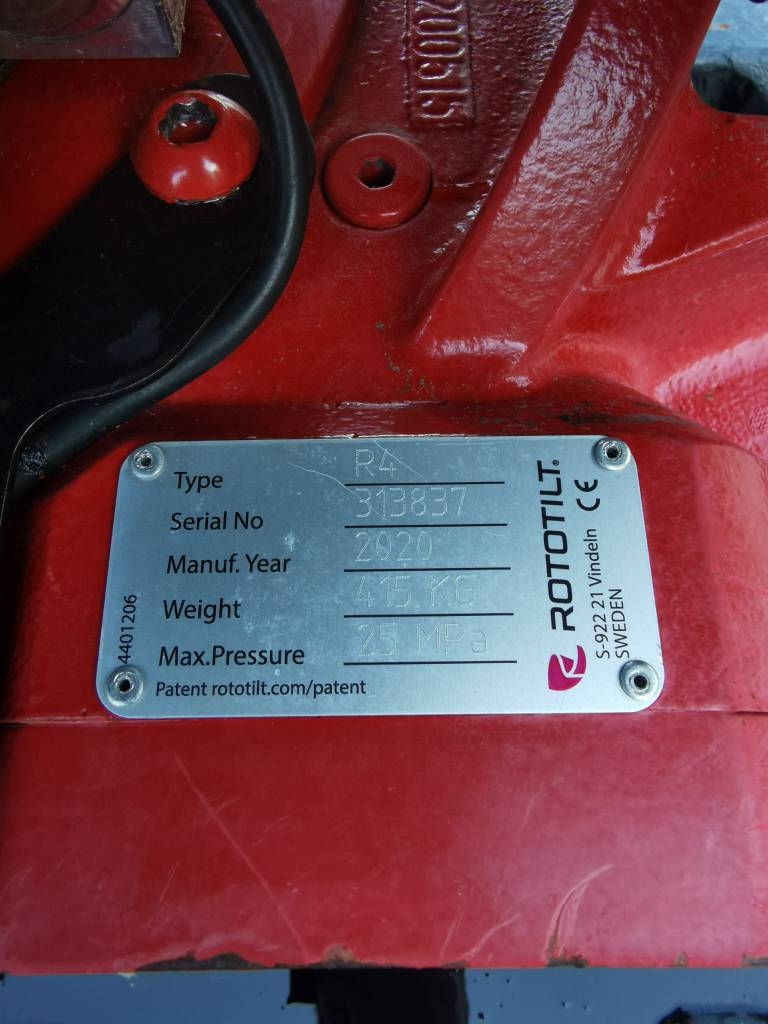 200515
Type R4
Serial No 313837
Manuf. Year 2020
Weight 415 KG
Max.Pressure 25 MPa
Patent rototilt.com/patent
4401206
ROTOTILT® CE
S-922 21 Vindeln
SWEDEN